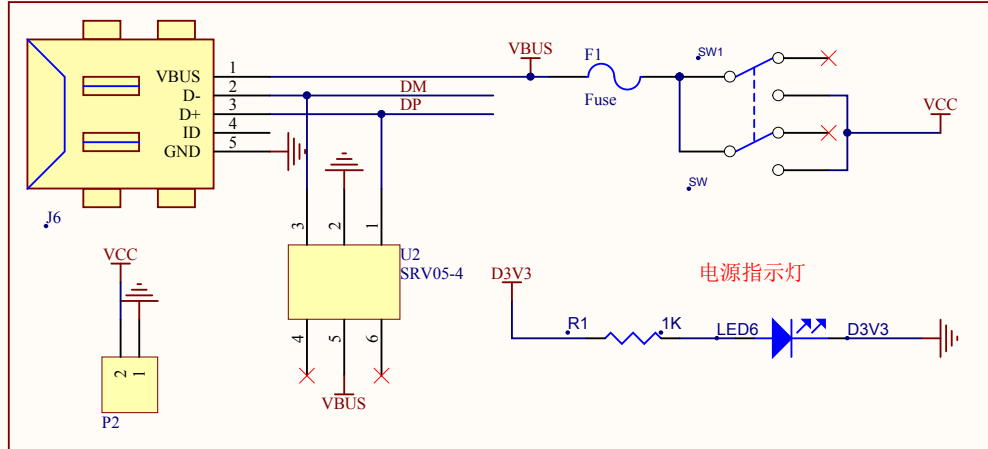 VBUS 1
D- 2 DM
D+ 3 DP
ID 4
GND 5
J6
VBUS
F1
Fuse
SW1
SW
VCC
3 2 1
U2
SRV05-4
4 5 6
VBUS
VCC
2 1
P2
电源指示灯
D3V3
R1 1K LED6 D3V3